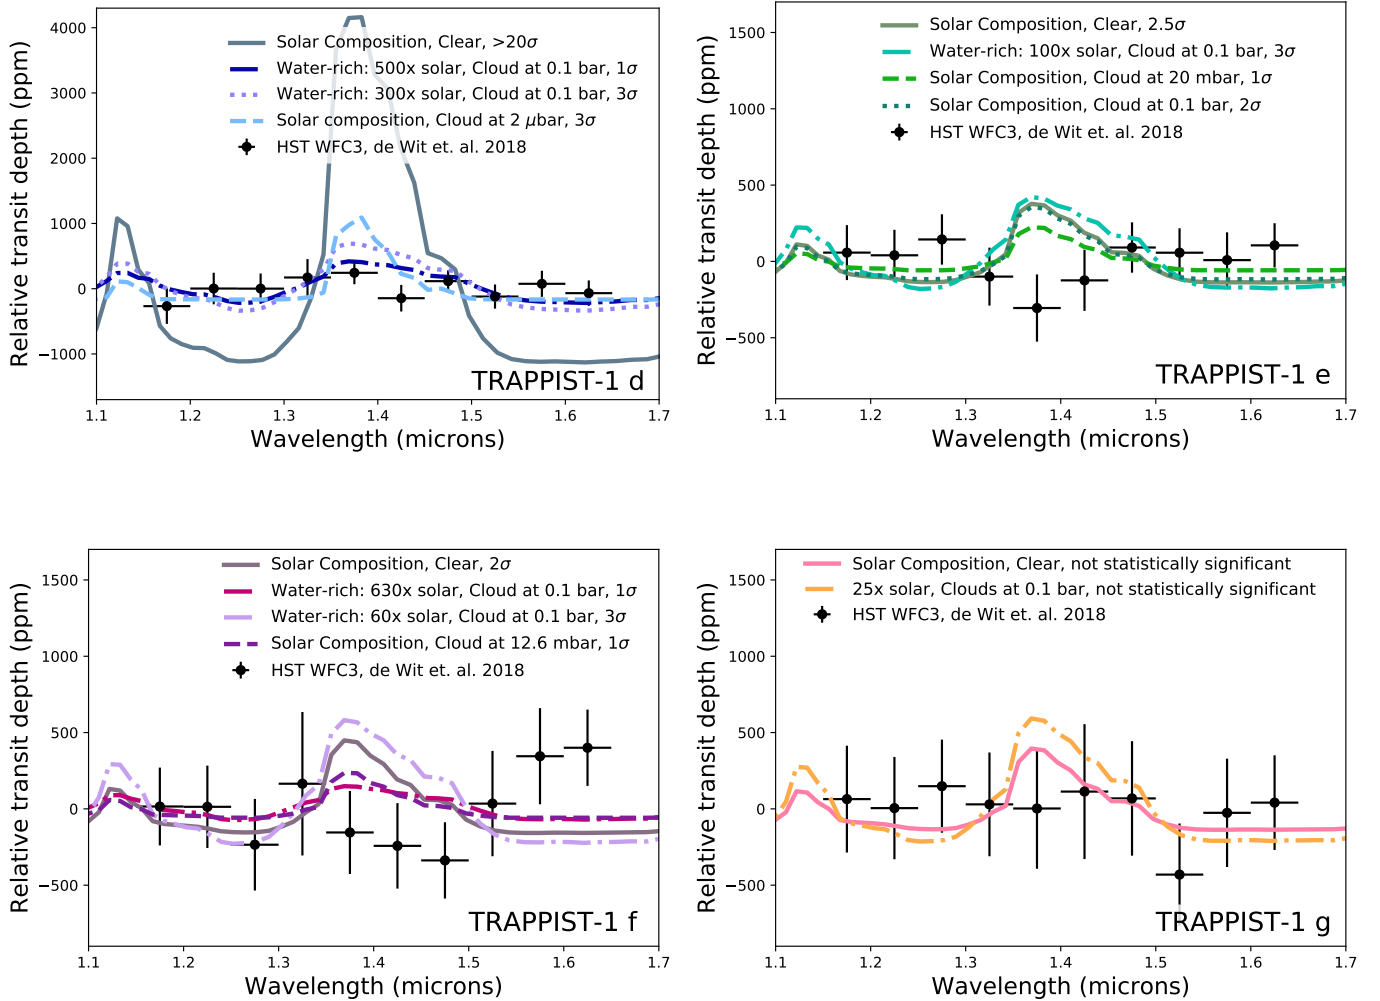 Solar Composition, Clear, >20σ
Water-rich: 500x solar, Cloud at 0.1 bar, 1σ
Water-rich: 300x solar, Cloud at 0.1 bar, 3σ
Solar composition, Cloud at 2 μbar, 3σ
HST WFC3, de Wit et. al. 2018
4000
3000
2000
1000
0
−1000
Relative transit depth (ppm)
TRAPPIST-1 d
1.1 1.2 1.3 1.4 1.5 1.6 1.7
Wavelength (microns)
Solar Composition, Clear, 2.5σ
Water-rich: 100x solar, Cloud at 0.1 bar, 3σ
Solar Composition, Cloud at 20 mbar, 1σ
Solar Composition, Cloud at 0.1 bar, 2σ
HST WFC3, de Wit et. al. 2018
1500
1000
500
0
−500
Relative transit depth (ppm)
TRAPPIST-1 e
1.1 1.2 1.3 1.4 1.5 1.6 1.7
Wavelength (microns)
Solar Composition, Clear, 2σ
Water-rich: 630x solar, Cloud at 0.1 bar, 1σ
Water-rich: 60x solar, Cloud at 0.1 bar, 3σ
Solar Composition, Cloud at 12.6 mbar, 1σ
HST WFC3, de Wit et. al. 2018
1500
1000
500
0
−500
Relative transit depth (ppm)
TRAPPIST-1 f
1.1 1.2 1.3 1.4 1.5 1.6 1.7
Wavelength (microns)
Solar Composition, Clear, not statistically significant
25x solar, Clouds at 0.1 bar, not statistically significant
HST WFC3, de Wit et. al. 2018
1500
1000
500
0
−500
Relative transit depth (ppm)
TRAPPIST-1 g
1.1 1.2 1.3 1.4 1.5 1.6 1.7
Wavelength (microns)